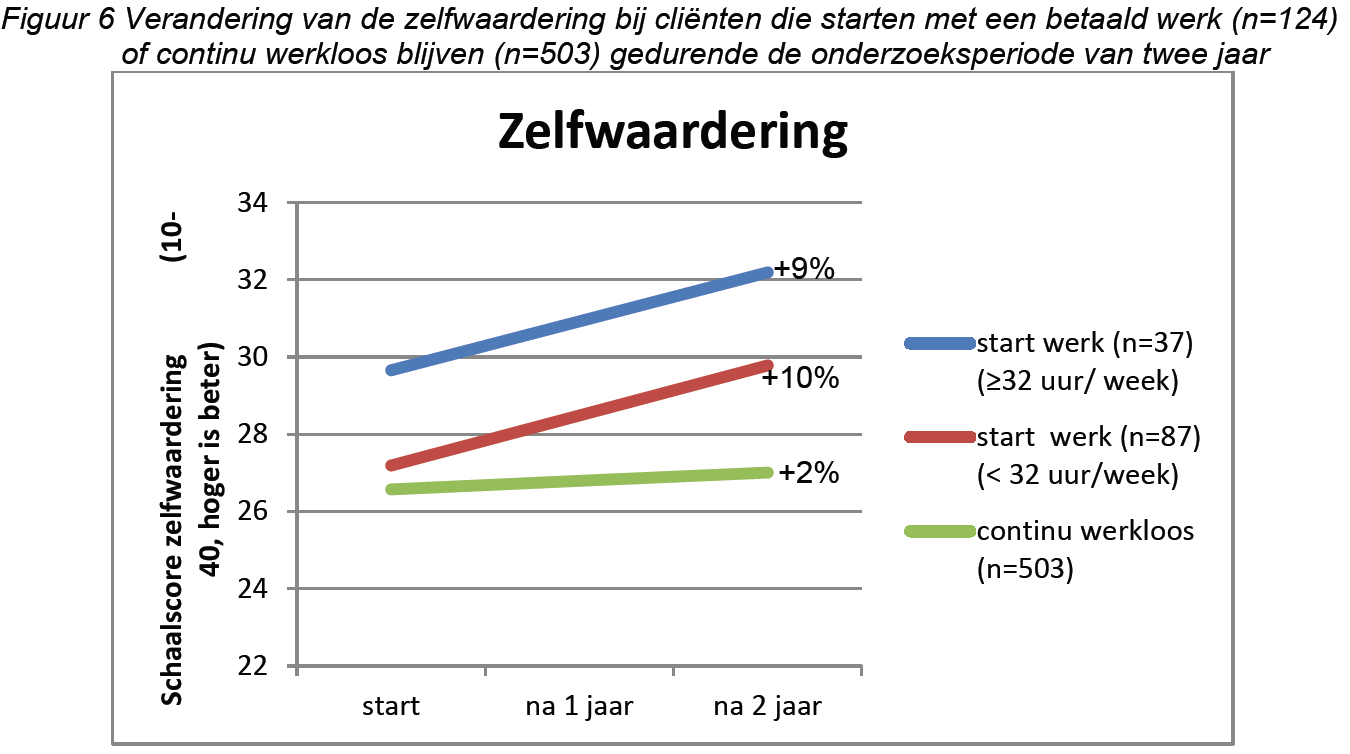 Figuur 6 Verandering van de zelfwaardering bij cliënten die starten met een betaald werk (n=124)
of continu werkloos blijven (n=503) gedurende de onderzoeksperiode van twee jaar
Zelfwaardering
Schaalscore zelfwaardering (10-
40, hoger is beter)
34
32
30
28
26
24
22
+9%
+10%
+2%
start
na 1 jaar
na 2 jaar
start werk (n=37)
(≥32 uur/ week)
start werk (n=87)
(< 32 uur/week)
continu werkloos
(n=503)